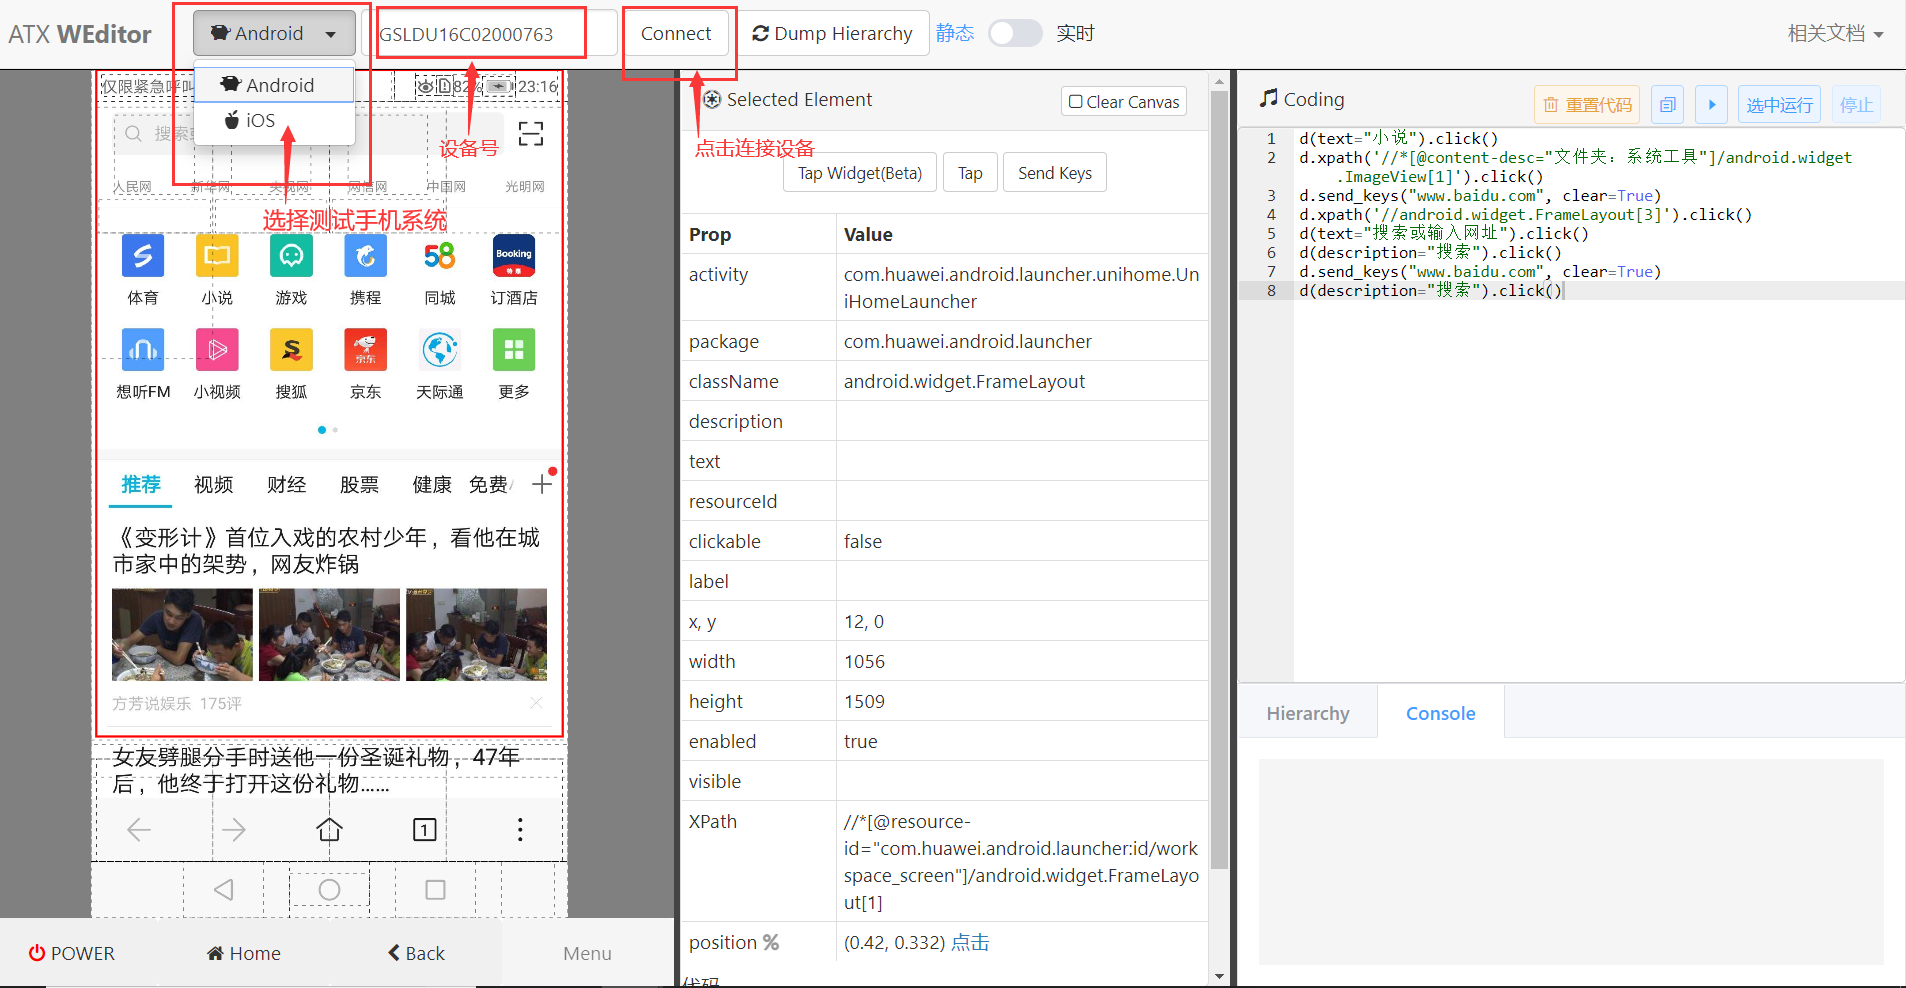 ATX WEditor
Android
GSLDU16C02000763
Connect
Dump Hierarchy
静态
实时
相关文档
Android
iOS
仅限紧急呼叫
82%
23:16
搜索或
设备号
点击连接设备
选择测试手机系统
人民网
新华网
央视网
网信网
中国网
光明网
58
Booking
特惠
体育
小说
游戏
携程
同城
订酒店
京东
想听FM
小视频
搜狐
京东
天际通
更多
推荐
视频
财经
股票
健康
免费
《变形计》首位入戏的农村少年，看他在城
市家中的架势，网友炸锅
方芳说娱乐 175评
女友劈腿分手时送他一份圣诞礼物，47年
后，他终于打开这份礼物……
1
POWER
Home
Back
Menu
Selected Element
Clear Canvas
Tap Widget(Beta)
Tap
Send Keys
Prop Value
activity com.huawei.android.launcher.unihome.Un
iHomeLauncher
package com.huawei.android.launcher
className android.widget.FrameLayout
description
text
resourceId
clickable false
label
x, y 12, 0
width 1056
height 1509
enabled true
visible
XPath //*[@resource-
id="com.huawei.android.launcher:id/work
space_screen"]/android.widget.FrameLayo
ut[1]
position % (0.42, 0.332) 点击
代码
Coding
重置代码
选中运行
停止
1 d(text="小说").click()
2 d.xpath('//*[@content-desc="文件夹：系统工具"]/android.widget
.ImageView[1]').click()
3 d.send_keys("www.baidu.com", clear=True)
4 d.xpath('//android.widget.FrameLayout[3]').click()
5 d(text="搜索或输入网址").click()
6 d(description="搜索").click()
7 d.send_keys("www.baidu.com", clear=True)
8 d(description="搜索").click()
Hierarchy
Console